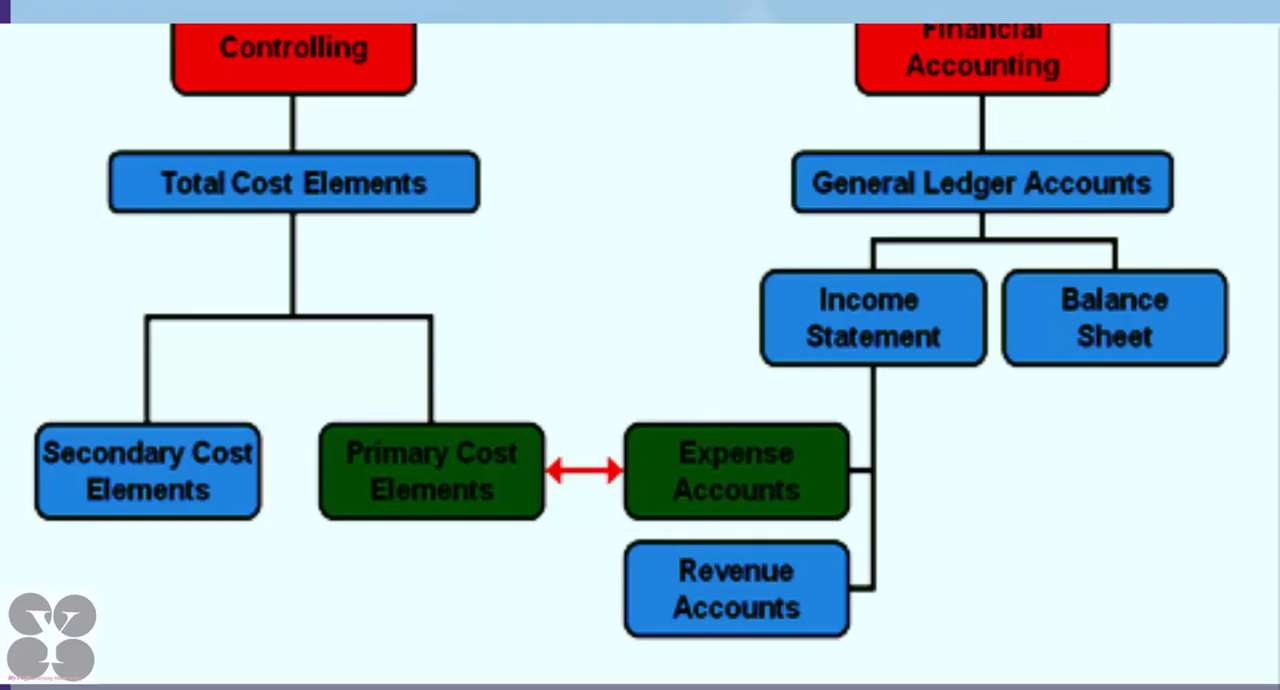 Controlling
Financial
Accounting
Total Cost Elements
General Ledger Accounts
Income
Statement
Balance
Sheet
Secondary Cost
Elements
Primary Cost
Elements
Expense
Accounts
Revenue
Accounts